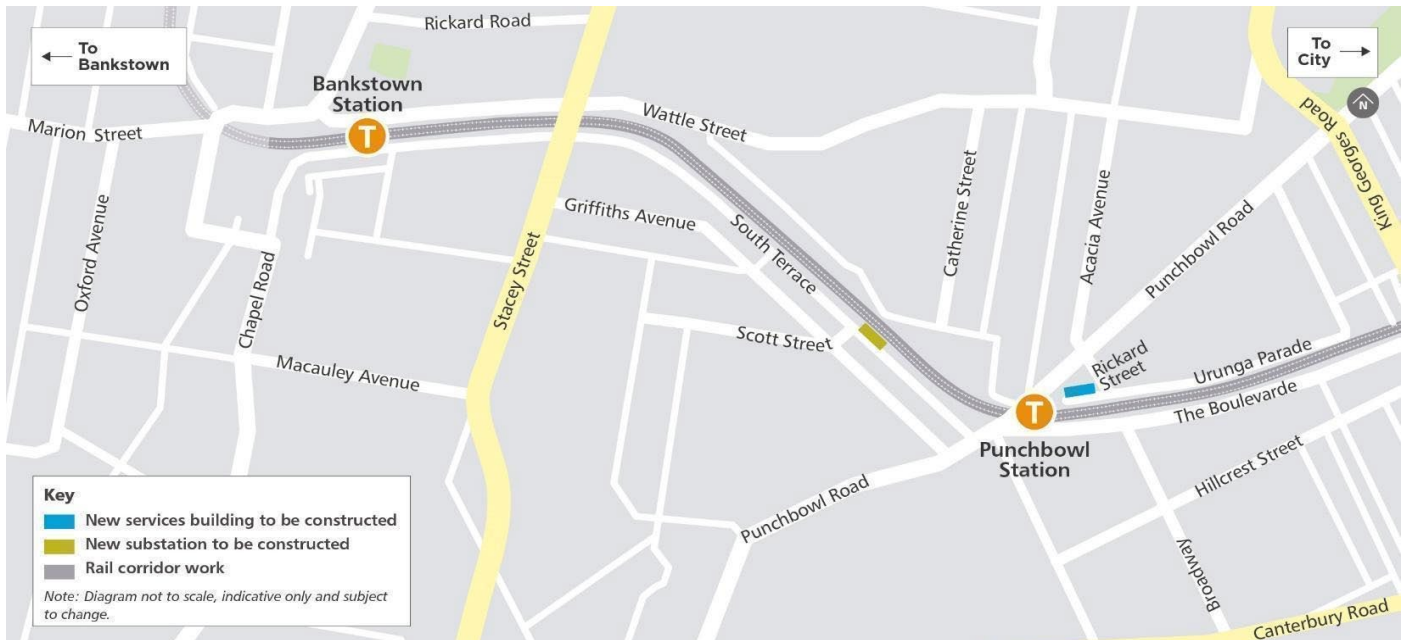 Rickard Road
To
Bankstown
To
City
Bankstown
Station
T
N
Marion Street
Wattle Street
King Georges Road
King Georges Road
Oxford Avenue
Chapel Road
Griffiths Avenue
South Terrace
Catherine Street
Acacia Avenue
Punchbowl Road
Stacey Street
Scott Street
Macauley Avenue
Rickard
Street
Urunga Parade
The Boulevarde
T
Punchbowl
Station
Hillcrest Street
Punchbowl Road
Broadway
Canterbury Road
Key
New services building to be constructed
New substation to be constructed
Rail corridor work
Note: Diagram not to scale, indicative only and subject
to change.